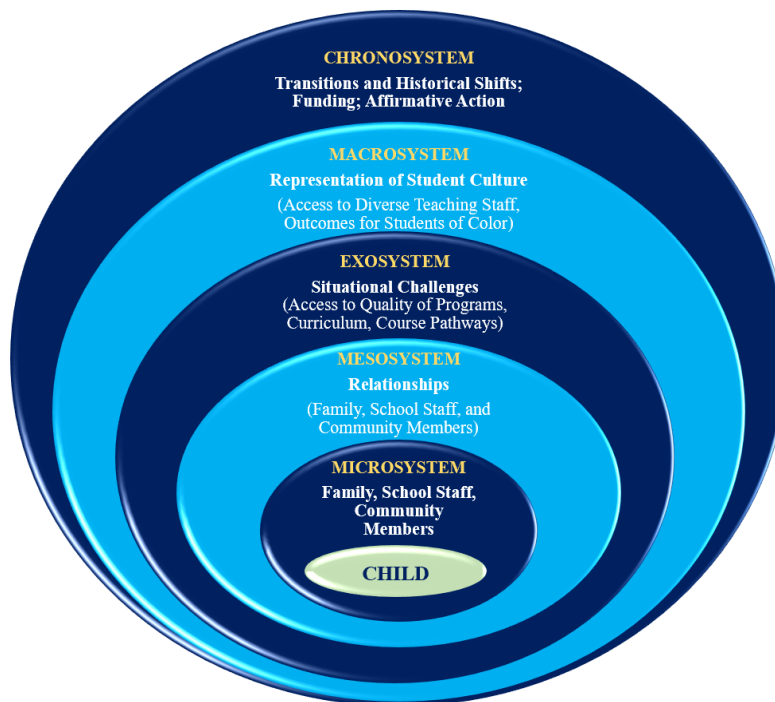 CHRONOSYSTEM
Transitions and Historical Shifts;
Funding; Affirmative Action
MACROSYSTEM
Representation of Student Culture
(Access to Diverse Teaching Staff,
Outcomes for Students of Color)
EXOSYSTEM
Situational Challenges
(Access to Quality of Programs,
Curriculum, Course Pathways)
MESOSYSTEM
Relationships
(Family, School Staff, and
Community Members)
MICROSYSTEM
Family, School Staff,
Community
Members
CHILD